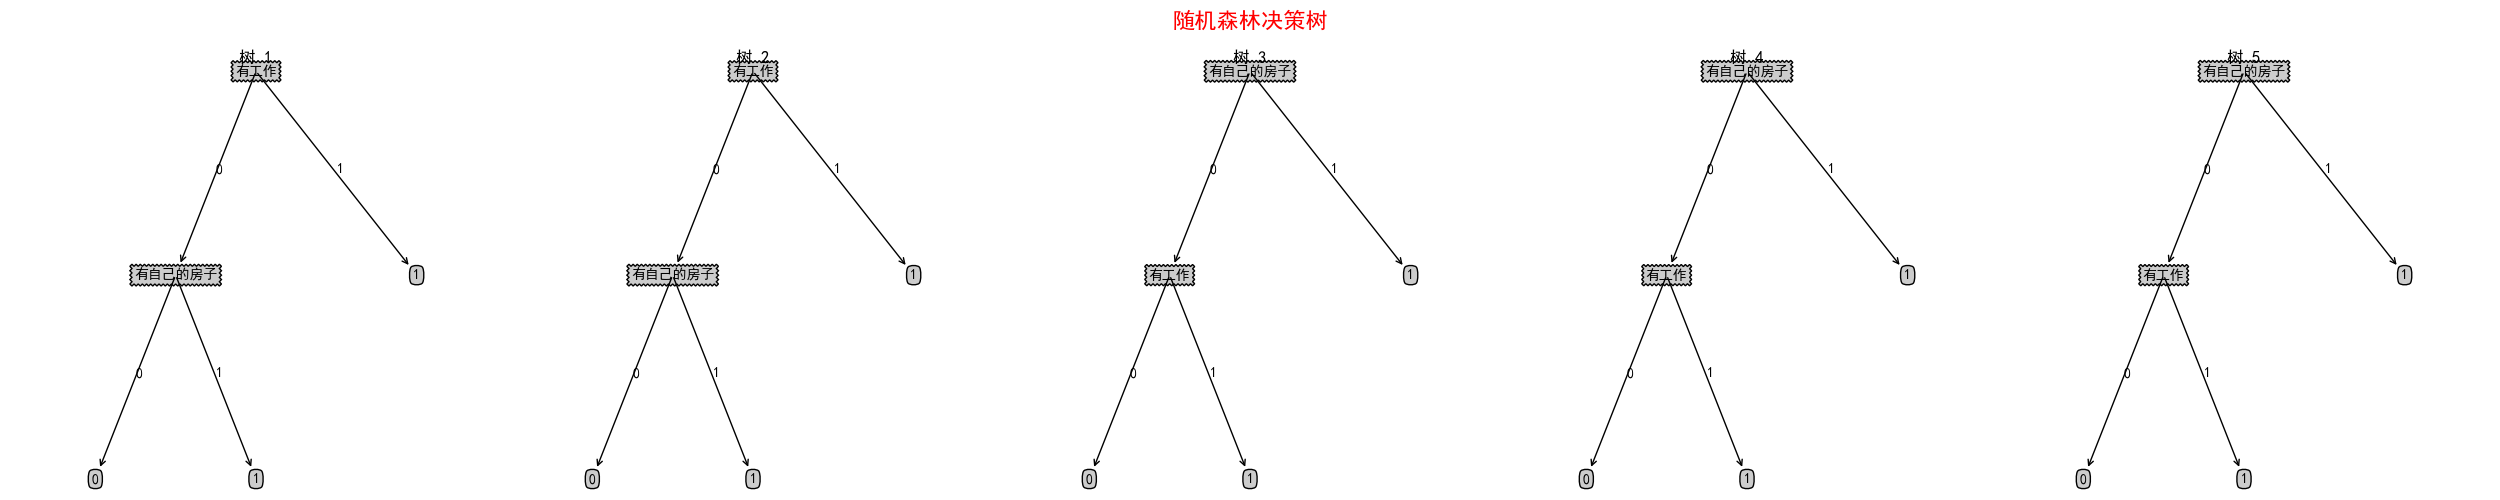 随机森林决策树
树 1 树 2 树 3 树 4 树 5
有工作 有工作 有自己的房子 有自己的房子 有自己的房子
0 1 0 1 0 1 0 1 0 1
有自己的房子 1 有自己的房子 1 有工作 1 有工作 1 有工作 1
0 1 0 1 0 1 0 1 0 1
0 1 0 1 0 1 0 1 0 1